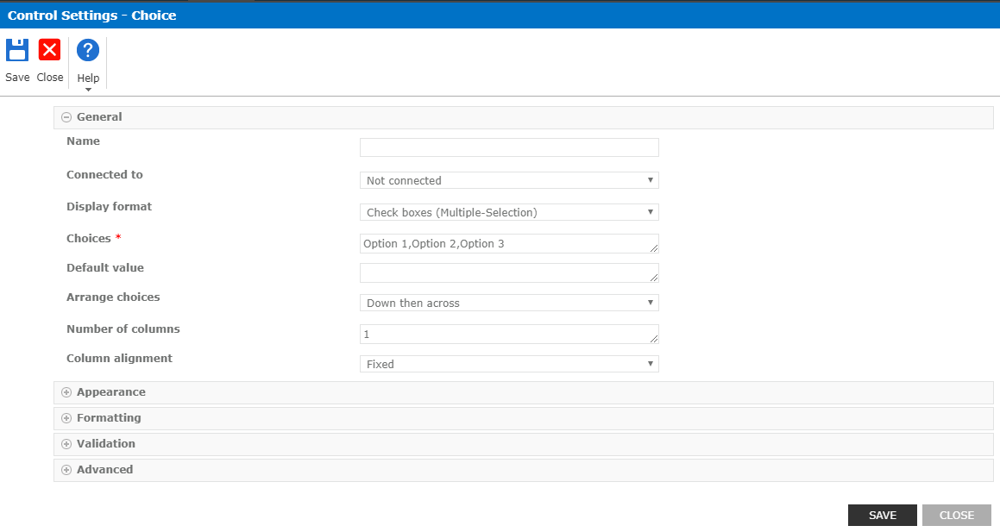 Control Settings - Choice
Save Close Help
General
Name
Connected to Not connected
Display format Check boxes (Multiple-Selection)
Choices * Option 1,Option 2,Option 3
Default value
Arrange choices Down then across
Number of columns 1
Column alignment Fixed
Appearance
Formatting
Validation
Advanced
SAVE CLOSE